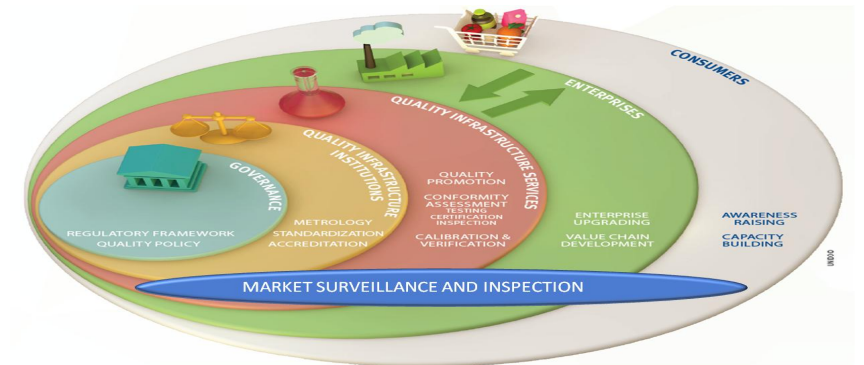 CONSUMERS
ENTERPRISES
QUALITY INFRASTRUCTURE SERVICES
QUALITY INFRASTRUCTURE
INSTITUTIONS
GOVERNANCE
REGULATORY FRAMEWORK
QUALITY POLICY
METROLOGY
STANDARDIZATION
ACCREDITATION
QUALITY
PROMOTION
CONFORMITY
ASSESSMENT
TESTING
CERTIFICATION
INSPECTION
CALIBRATION &
VERIFICATION
ENTERPRISE
UPGRADING
VALUE CHAIN
DEVELOPMENT
AWARENESS
RAISING
CAPACITY
BUILDING
MARKET SURVEILLANCE AND INSPECTION